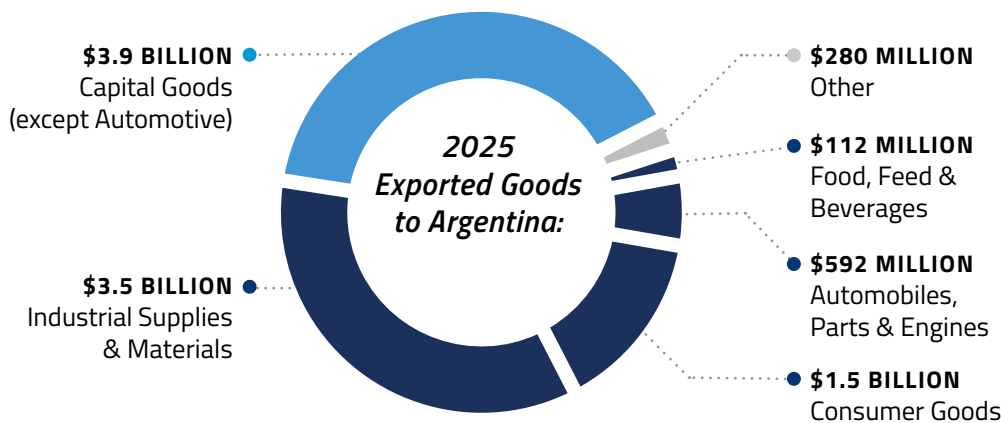 2025
Exported Goods
to Argentina:
$3.9 BILLION
Capital Goods
(except Automotive)
$3.5 BILLION
Industrial Supplies
& Materials
$280 MILLION
Other
$112 MILLION
Food, Feed &
Beverages
$592 MILLION
Automobiles,
Parts & Engines
$1.5 BILLION
Consumer Goods